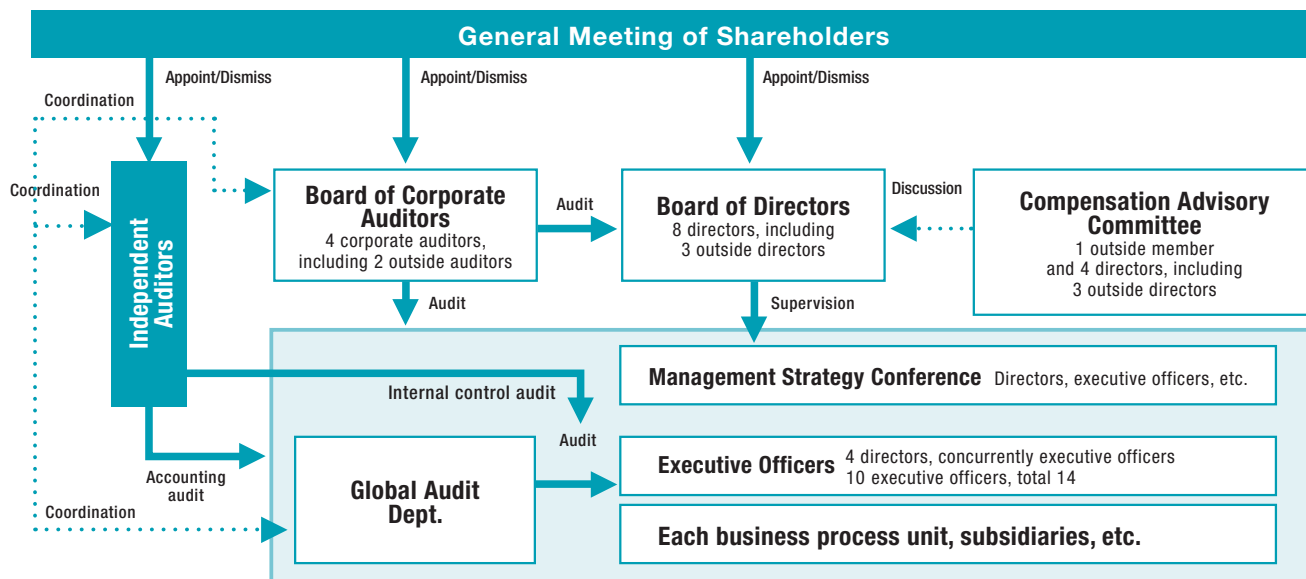 General Meeting of Shareholders
Appoint/Dismiss
Appoint/Dismiss
Appoint/Dismiss
Coordination
Coordination
Independent
Auditors
Board of Corporate
Auditors
4 corporate auditors,
including 2 outside auditors
Audit
Board of Directors
8 directors, including
3 outside directors
Discussion
Compensation Advisory
Committee
1 outside member
and 4 directors, including
3 outside directors
Audit
Supervision
Management Strategy Conference Directors, executive officers, etc.
Internal control audit
Audit
Accounting
audit
Coordination
Global Audit
Dept.
Executive Officers 4 directors, concurrently executive officers
10 executive officers, total 14
Each business process unit, subsidiaries, etc.